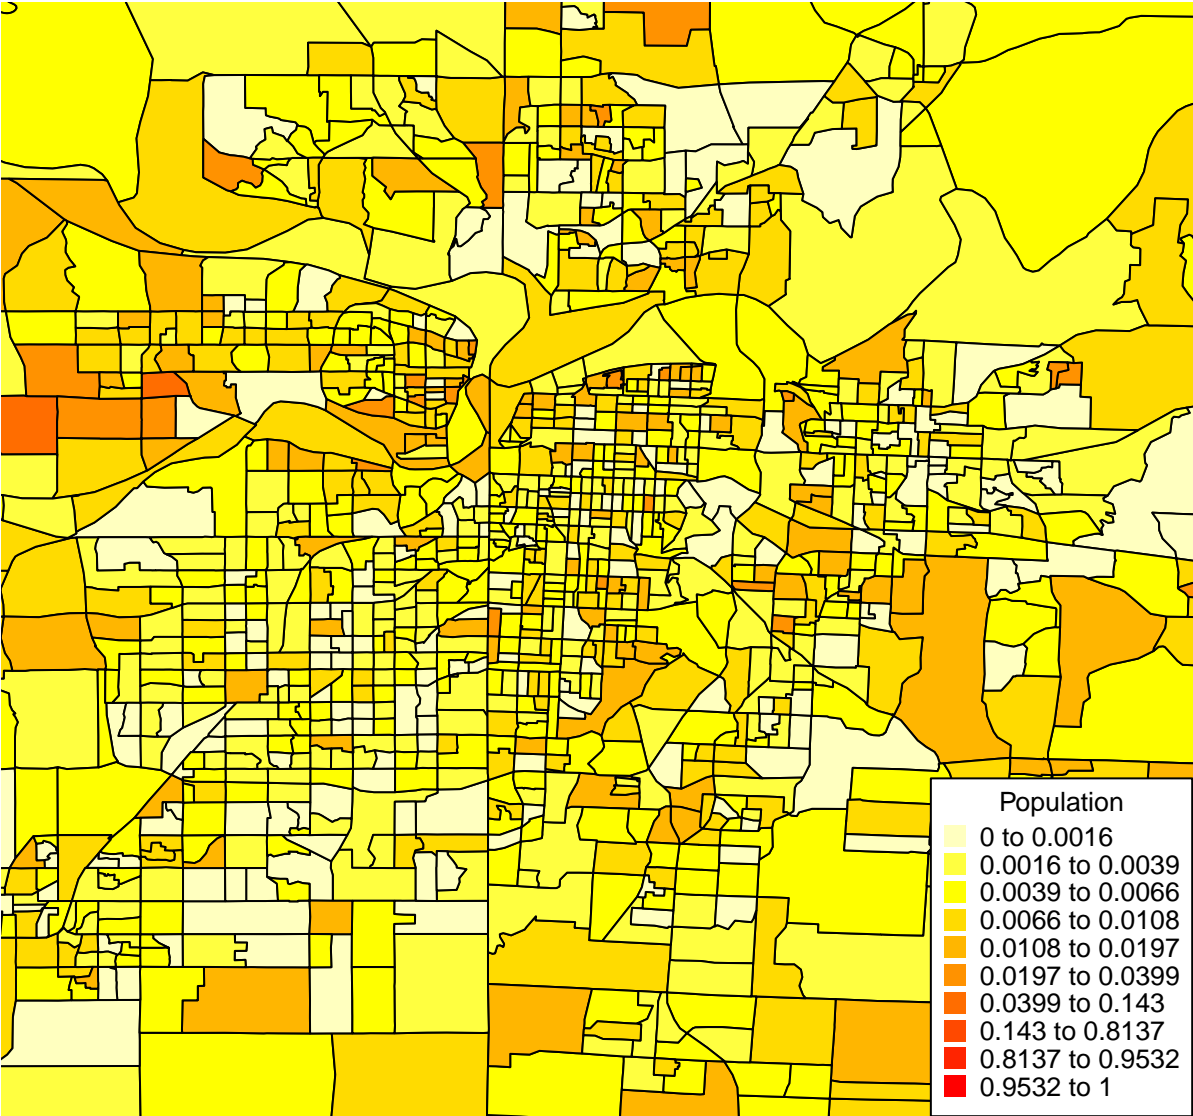 Population
0 to 0.0016
0.0016 to 0.0039
0.0039 to 0.0066
0.0066 to 0.0108
0.0108 to 0.0197
0.0197 to 0.0399
0.0399 to 0.143
0.143 to 0.8137
0.8137 to 0.9532
0.9532 to 1